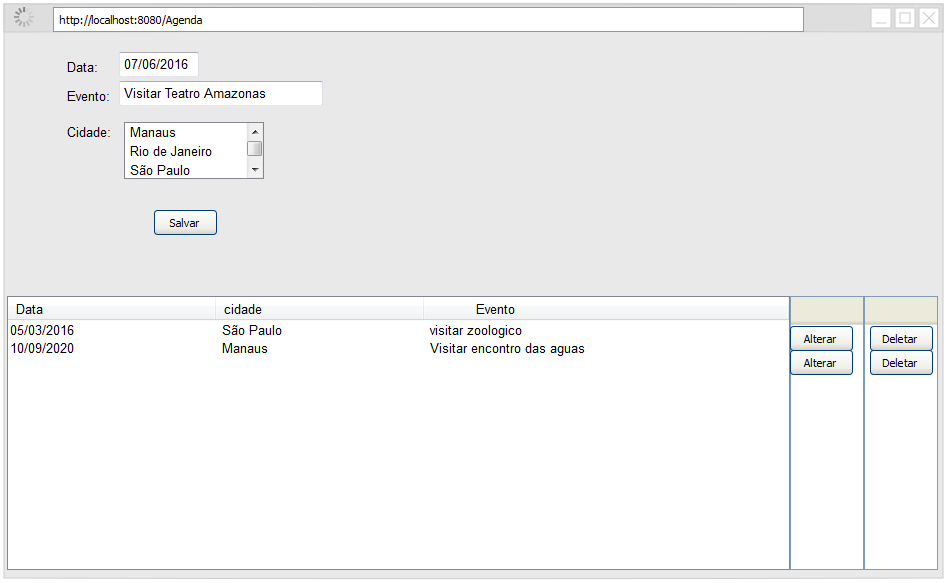 http://localhost:8080/Agenda
Data: 07/06/2016
Evento: Visitar Teatro Amazonas
Cidade: Manaus
Rio de Janeiro
São Paulo
Salvar
Data cidade Evento
05/03/2016 São Paulo visitar zoologico Alterar Deletar
10/09/2020 Manaus Visitar encontro das aguas Alterar Deletar